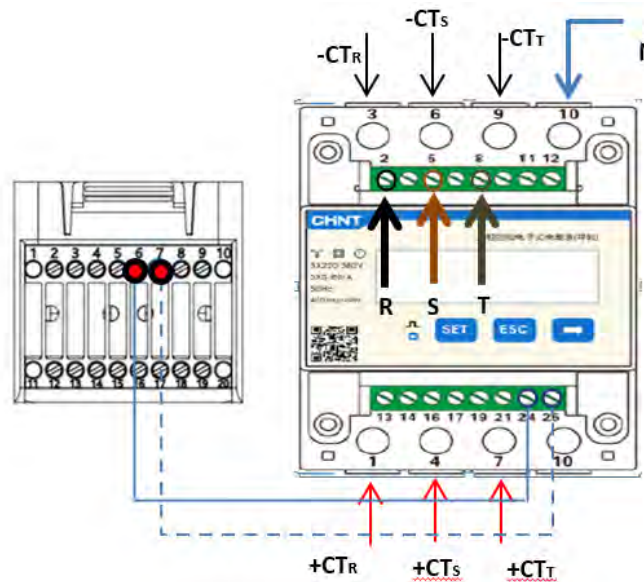 -CTR
-CTS
-CTT
3 6 9 10
2 5 8 11 12
CHNT
R S T
SET ESC
1 2 3 4 5 6 7 8 9 10
11 12 13 14 15 16 17 18 19 20
13 14 16 17 19 21 24 25
1 4 7 10
+CTR +CTS +CTT